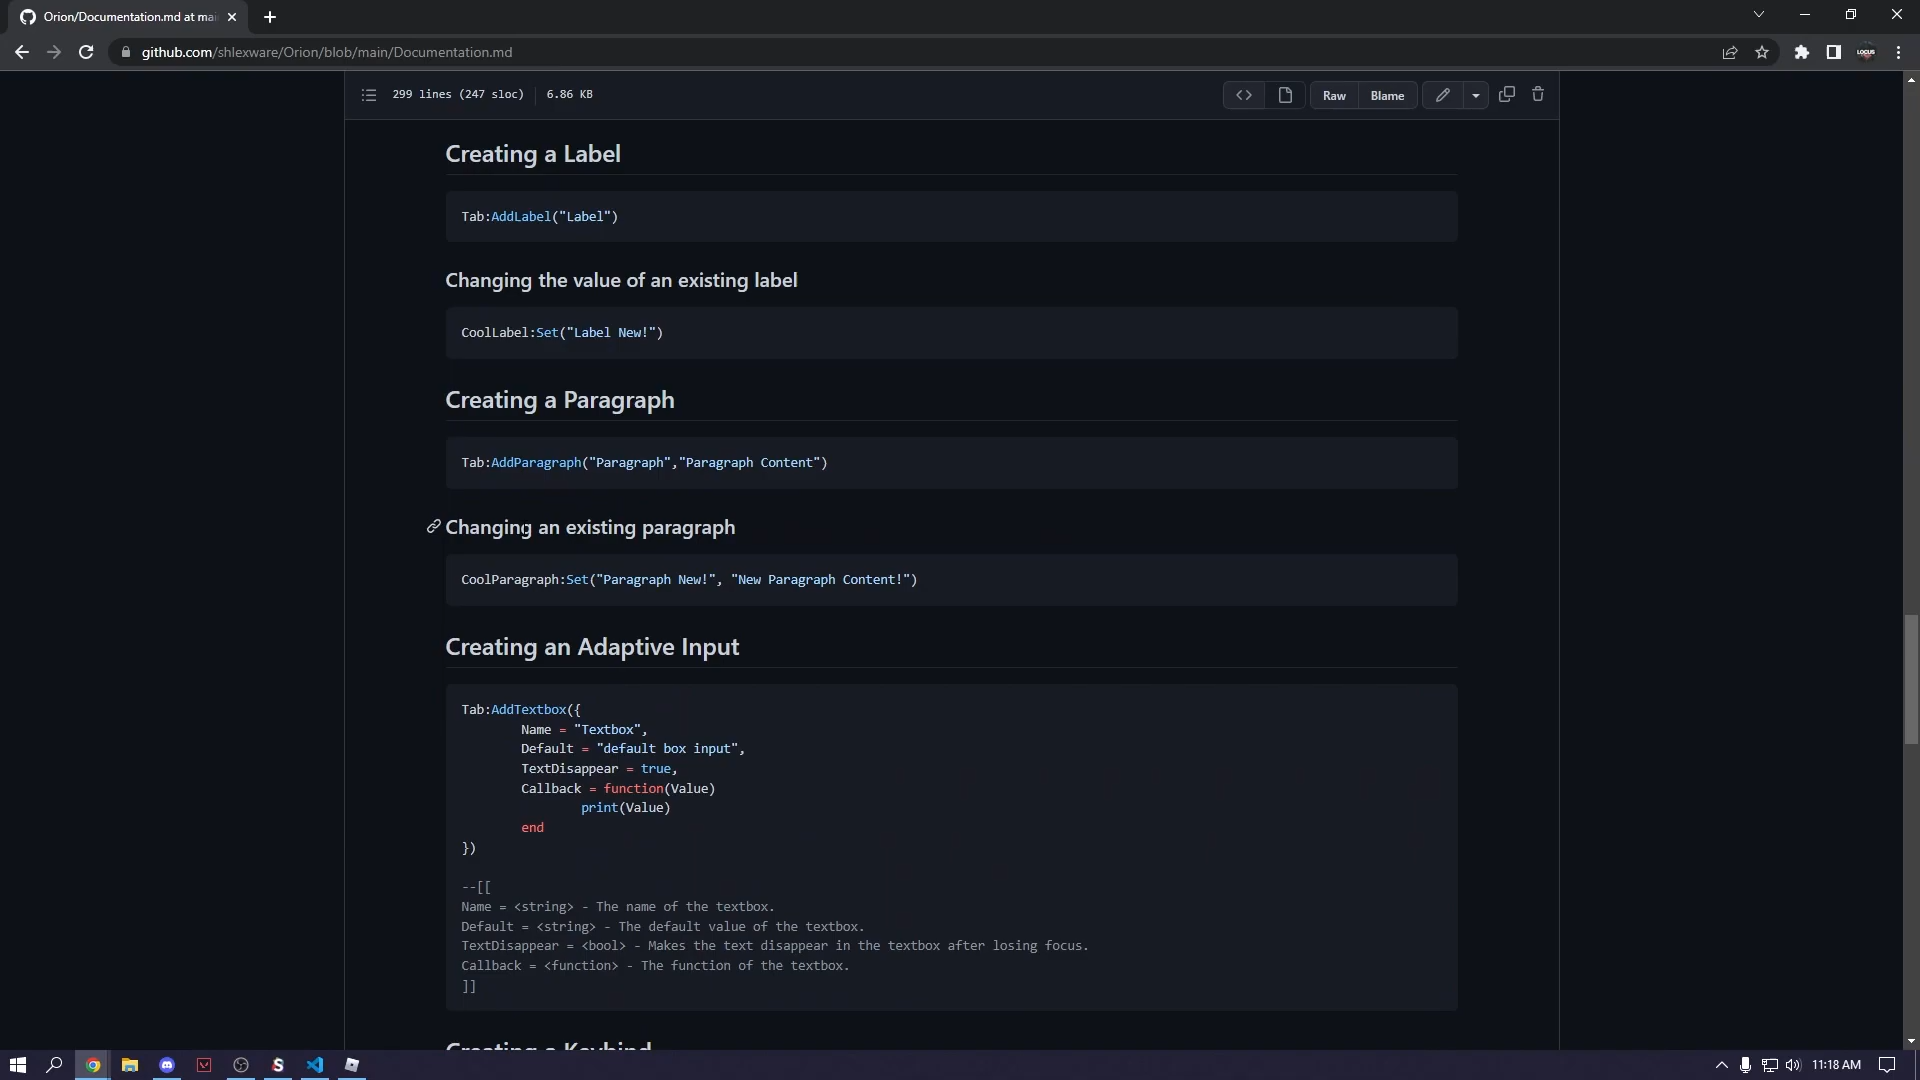 Orion/Documentation.md at mai
github.com/shlexware/Orion/blob/main/Documentation.md
LOCUS
299 lines (247 sloc) 6.86 KB
Raw Blame
Creating a Label
Tab:AddLabel("Label")
Changing the value of an existing label
CoolLabel:Set("Label New!")
Creating a Paragraph
Tab:AddParagraph("Paragraph","Paragraph Content")
Changing an existing paragraph
CoolParagraph:Set("Paragraph New!", "New Paragraph Content!")
Creating an Adaptive Input
Tab:AddTextbox({
Name = "Textbox",
Default = "default box input",
TextDisappear = true,
Callback = function(Value)
print(Value)
end
})
--[[
Name = <string> - The name of the textbox.
Default = <string> - The default value of the textbox.
TextDisappear = <bool> - Makes the text disappear in the textbox after losing focus.
Callback = <function> - The function of the textbox.
]]
Creating a Keybind
11:18 AM